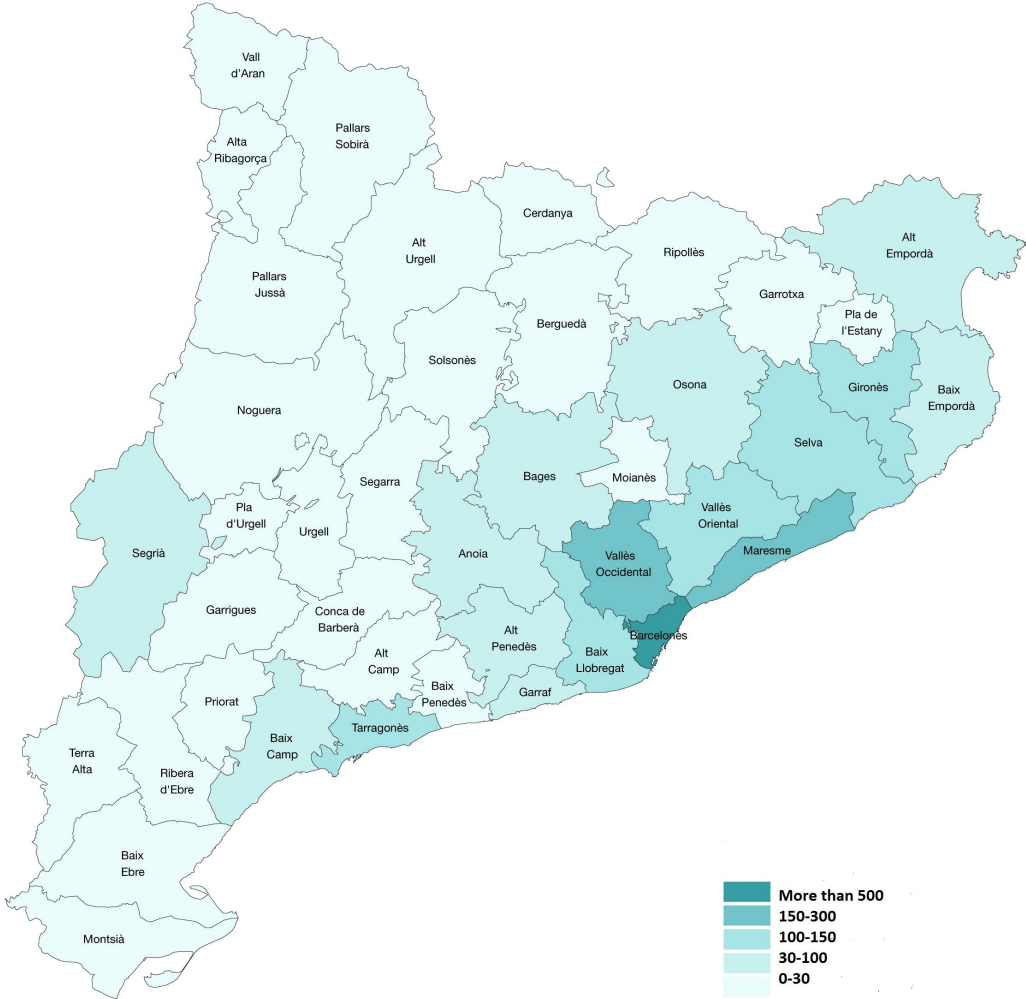 Vall
d'Aran
Pallars
Sobirà
Alta
Ribagorça
Cerdanya
Alt
Urgell
Ripollès
Alt
Empordà
Pallars
Jussà
Garrotxa
Pla de
l'Estany
Berguedà
Solsonès
Osona
Gironès
Baix
Empordà
Noguera
Selva
Segarra
Bages
Moianès
Pla
d'Urgell
Urgell
Vallès
Oriental
Segrià
Anoia
Vallès
Occidental
Maresme
Garrigues
Conca de
Barberà
Alt
Penedès
Barcelonès
Alt
Camp
Baix
Llobregat
Baix
Penedès
Garraf
Priorat
Tarragonès
Baix
Camp
Terra
Alta
Ribera
d'Ebre
Baix
Ebre
Montsià
More than 500
150-300
100-150
30-100
0-30